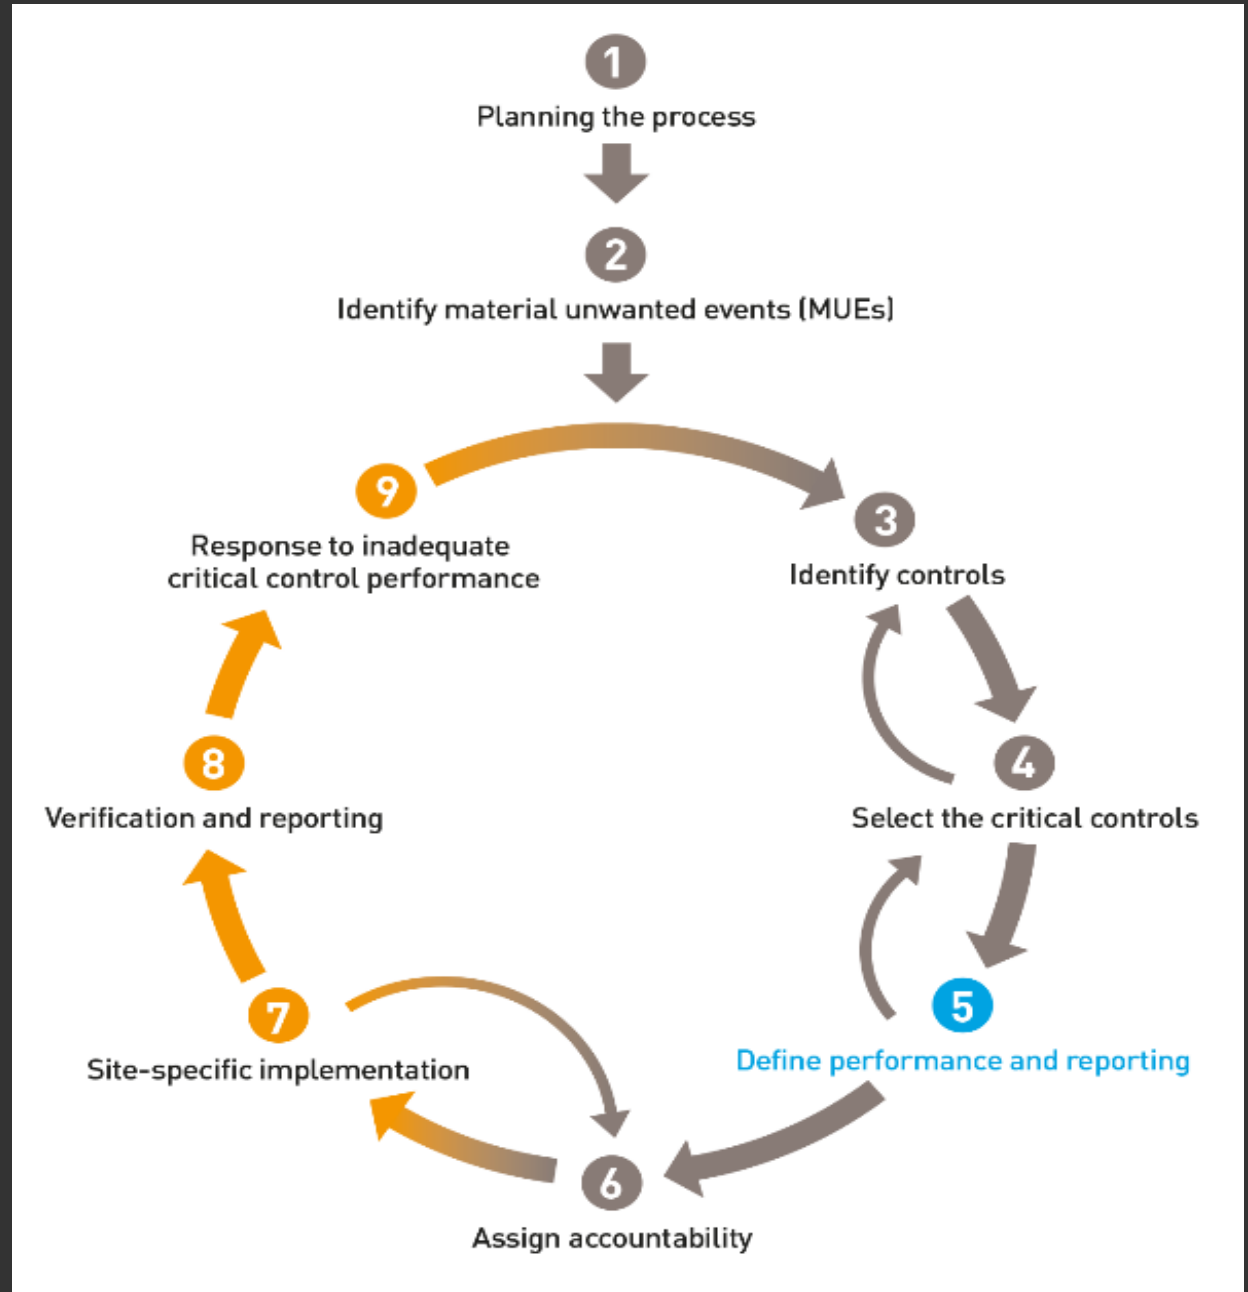 1
Planning the process
2
Identify material unwanted events (MUEs)
3
Identify controls
4
Select the critical controls
5
Define performance and reporting
6
Assign accountability
7
Site-specific implementation
8
Verification and reporting
9
Response to inadequate
critical control performance